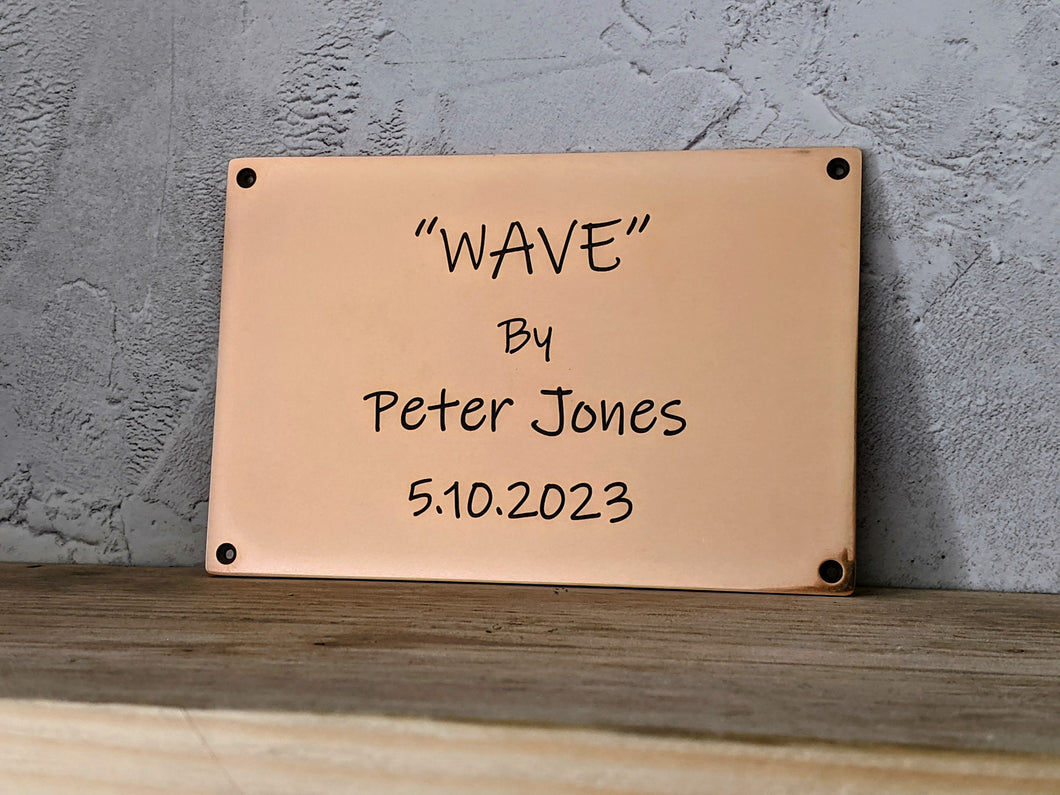 “WAVE”
By
Peter Jones
5.10.2023